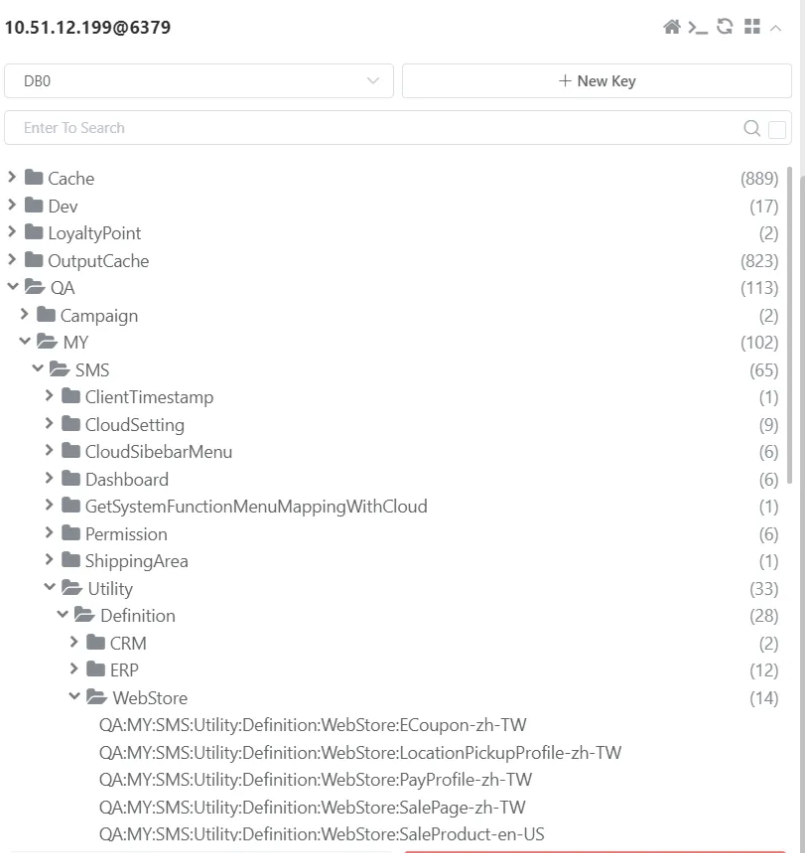 10.51.12.199@6379
DB0
+ New Key
Enter To Search
Cache (889)
Dev (17)
LoyaltyPoint (2)
OutputCache (823)
QA (113)
Campaign (2)
MY (102)
SMS (65)
ClientTimestamp (1)
CloudSetting (9)
CloudSibebarMenu (6)
Dashboard (6)
GetSystemFunctionMenuMappingWithCloud (1)
Permission (6)
ShippingArea (1)
Utility (33)
Definition (28)
CRM (2)
ERP (12)
WebStore (14)
QA:MY:SMS:Utility:Definition:WebStore:ECoupon-zh-TW
QA:MY:SMS:Utility:Definition:WebStore:LocationPickupProfile-zh-TW
QA:MY:SMS:Utility:Definition:WebStore:PayProfile-zh-TW
QA:MY:SMS:Utility:Definition:WebStore:SalePage-zh-TW
QA:MY:SMS:Utility:Definition:WebStore:SaleProduct-en-US